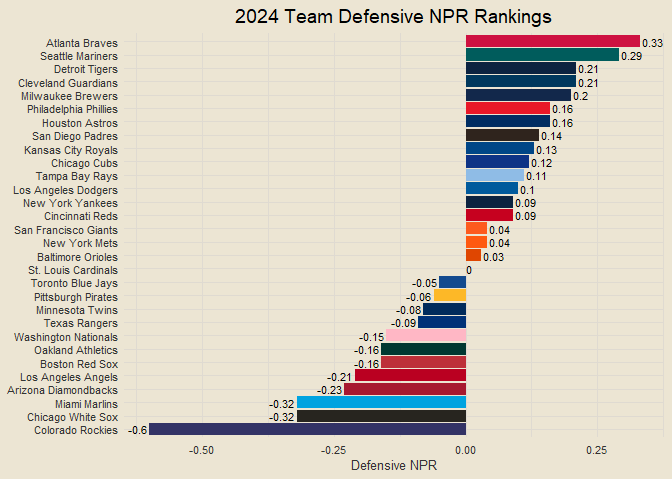 2024 Team Defensive NPR Rankings
Atlanta Braves 0.33
Seattle Mariners 0.29
Detroit Tigers 0.21
Cleveland Guardians 0.21
Milwaukee Brewers 0.2
Philadelphia Phillies 0.16
Houston Astros 0.16
San Diego Padres 0.14
Kansas City Royals 0.13
Chicago Cubs 0.12
Tampa Bay Rays 0.11
Los Angeles Dodgers 0.1
New York Yankees 0.09
Cincinnati Reds 0.09
San Francisco Giants 0.04
New York Mets 0.04
Baltimore Orioles 0.03
St. Louis Cardinals 0
Toronto Blue Jays -0.05
Pittsburgh Pirates -0.06
Minnesota Twins -0.08
Texas Rangers -0.09
Washington Nationals -0.15
Oakland Athletics -0.16
Boston Red Sox -0.16
Los Angeles Angels -0.21
Arizona Diamondbacks -0.23
Miami Marlins -0.32
Chicago White Sox -0.32
Colorado Rockies -0.6
-0.50 -0.25 0.00 0.25
Defensive NPR